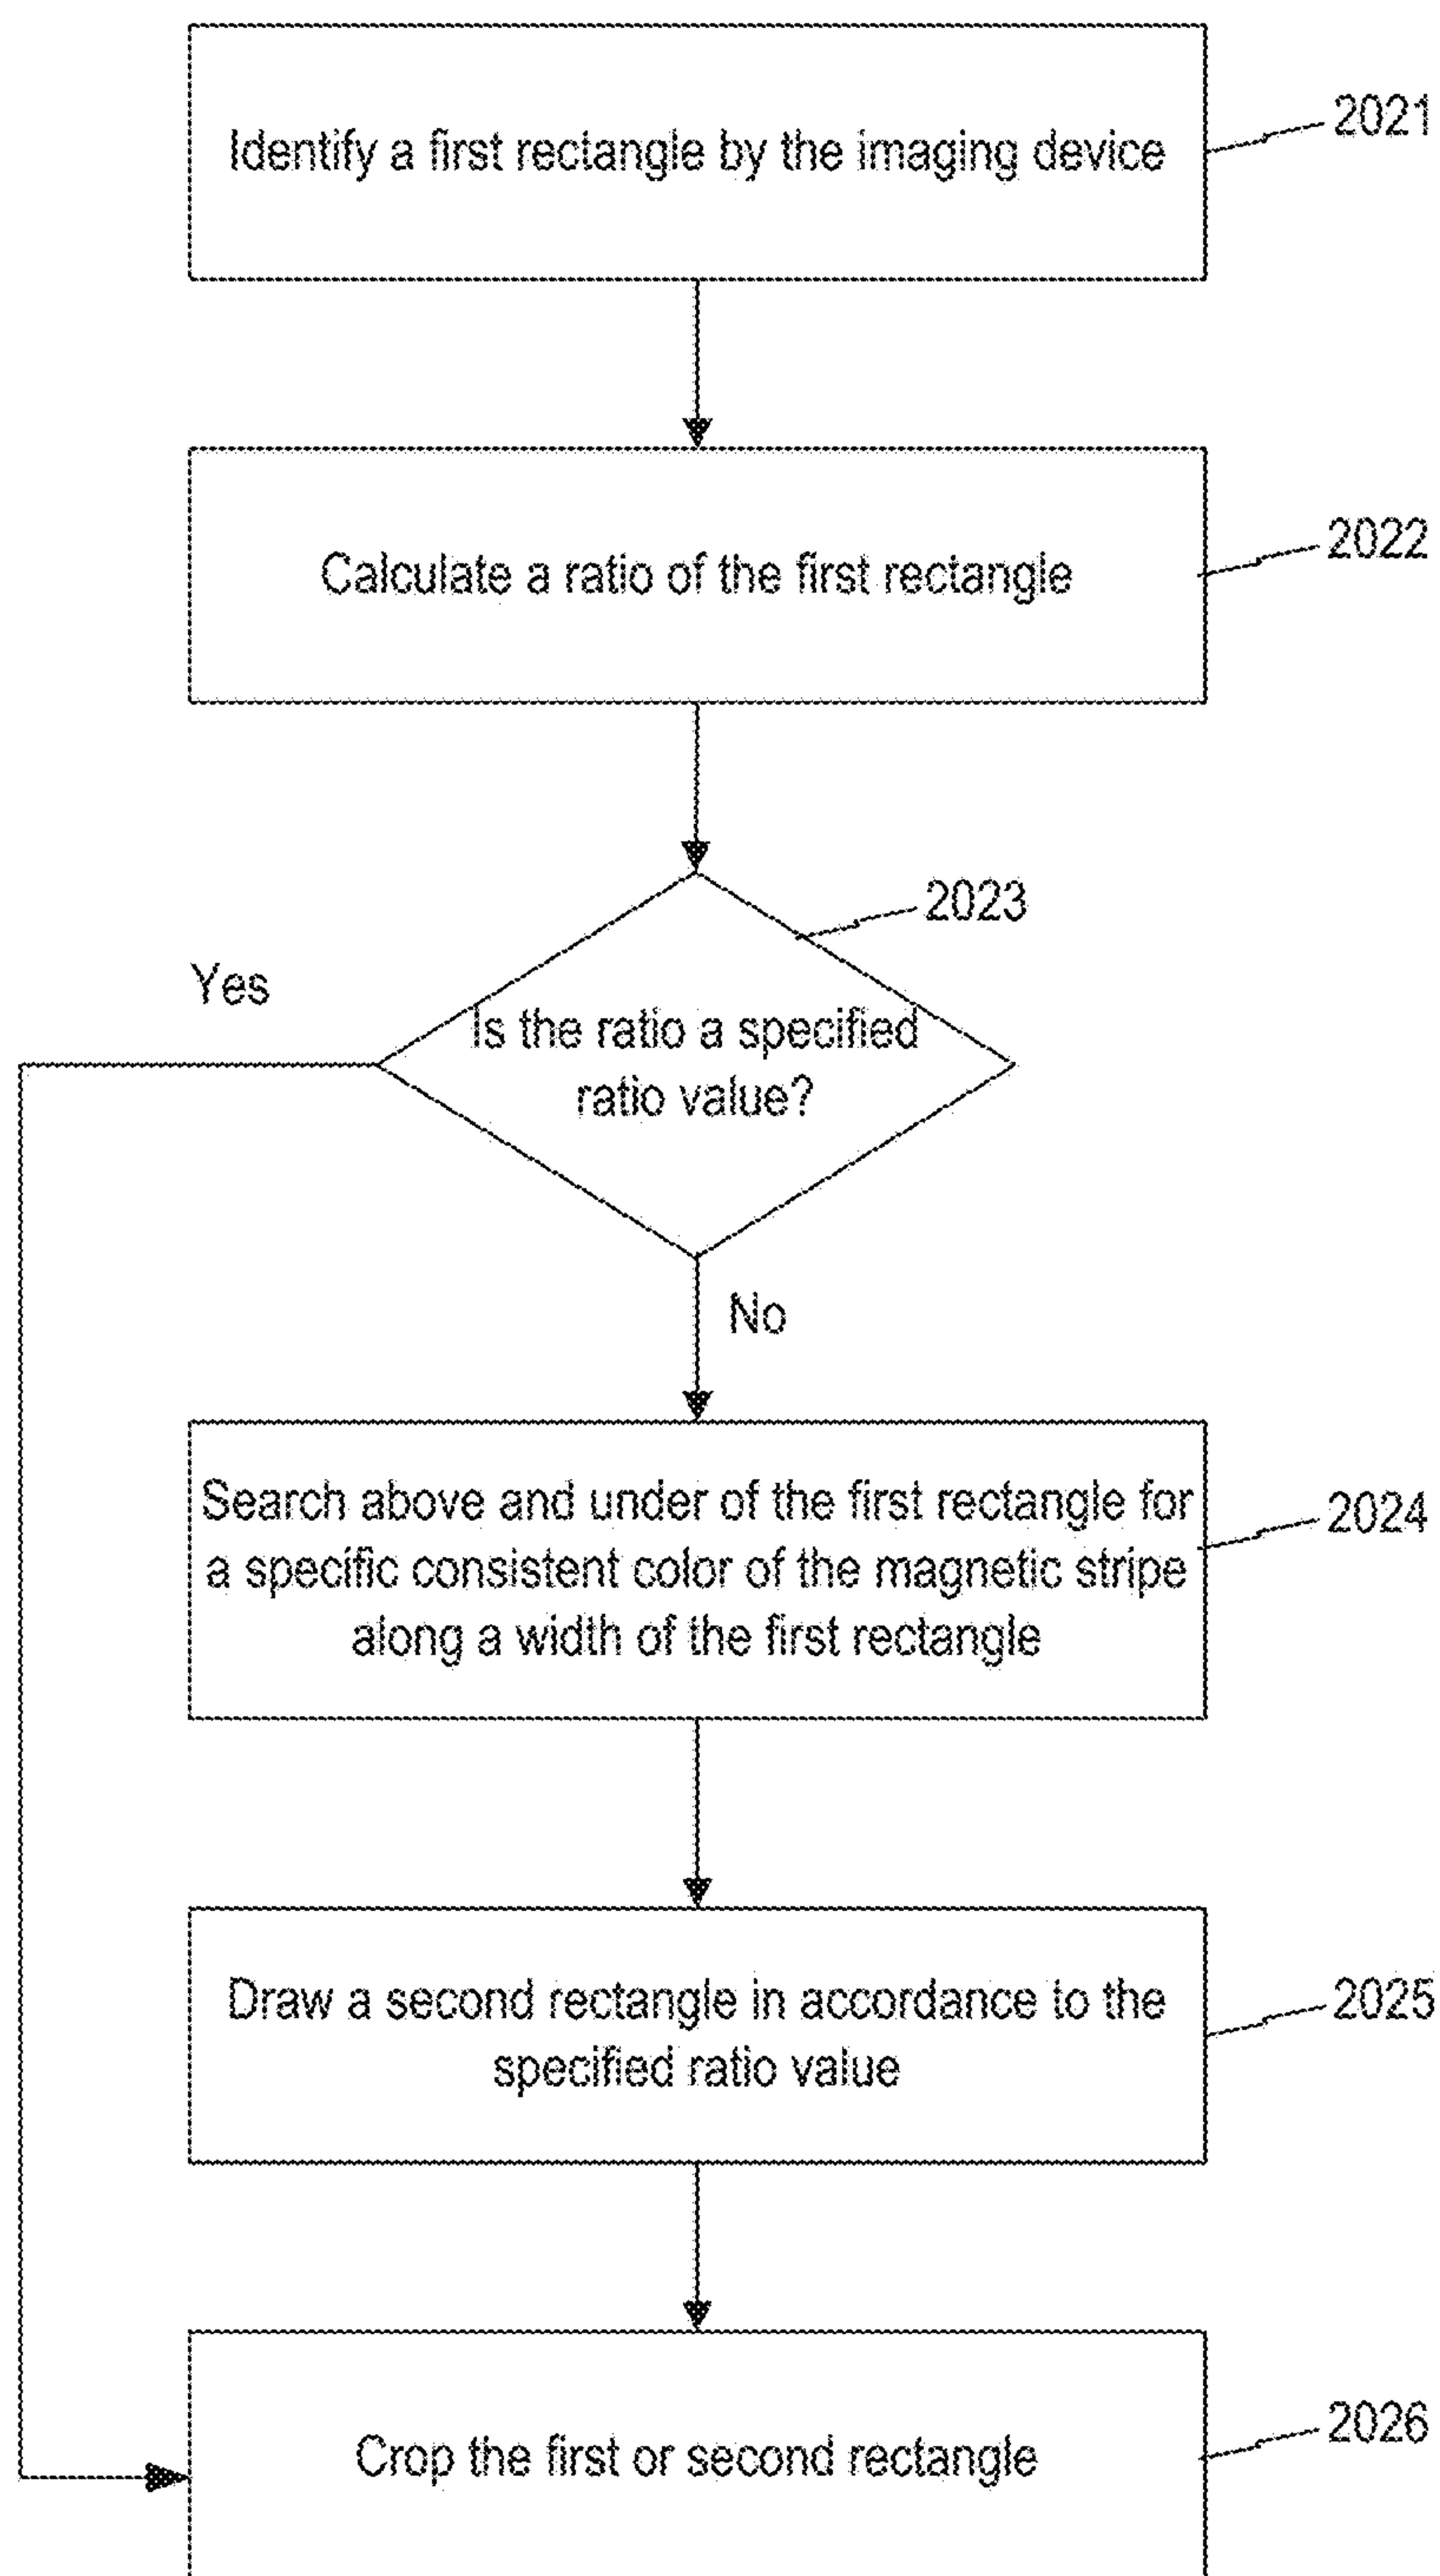 Identify a first rectangle by the imaging device
2021
Calculate a ratio of the first rectangle
2022
2023
Yes
Is the ratio a specified
ratio value?
No
Search above and under of the first rectangle for
a specific consistent color of the magnetic stripe
along a width of the first rectangle
2024
Draw a second rectangle in accordance to the
specified ratio value
2025
Crop the first or second rectangle
2026